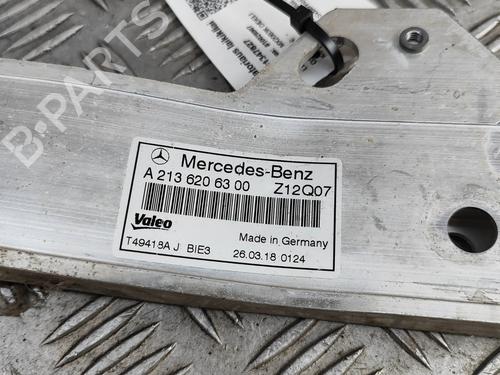 B-PARTS
Mercedes-Benz
A 213 620 63 00 Z12Q07
Valeo
Made in Germany
T49418A J BIE3 26.03.18 0124